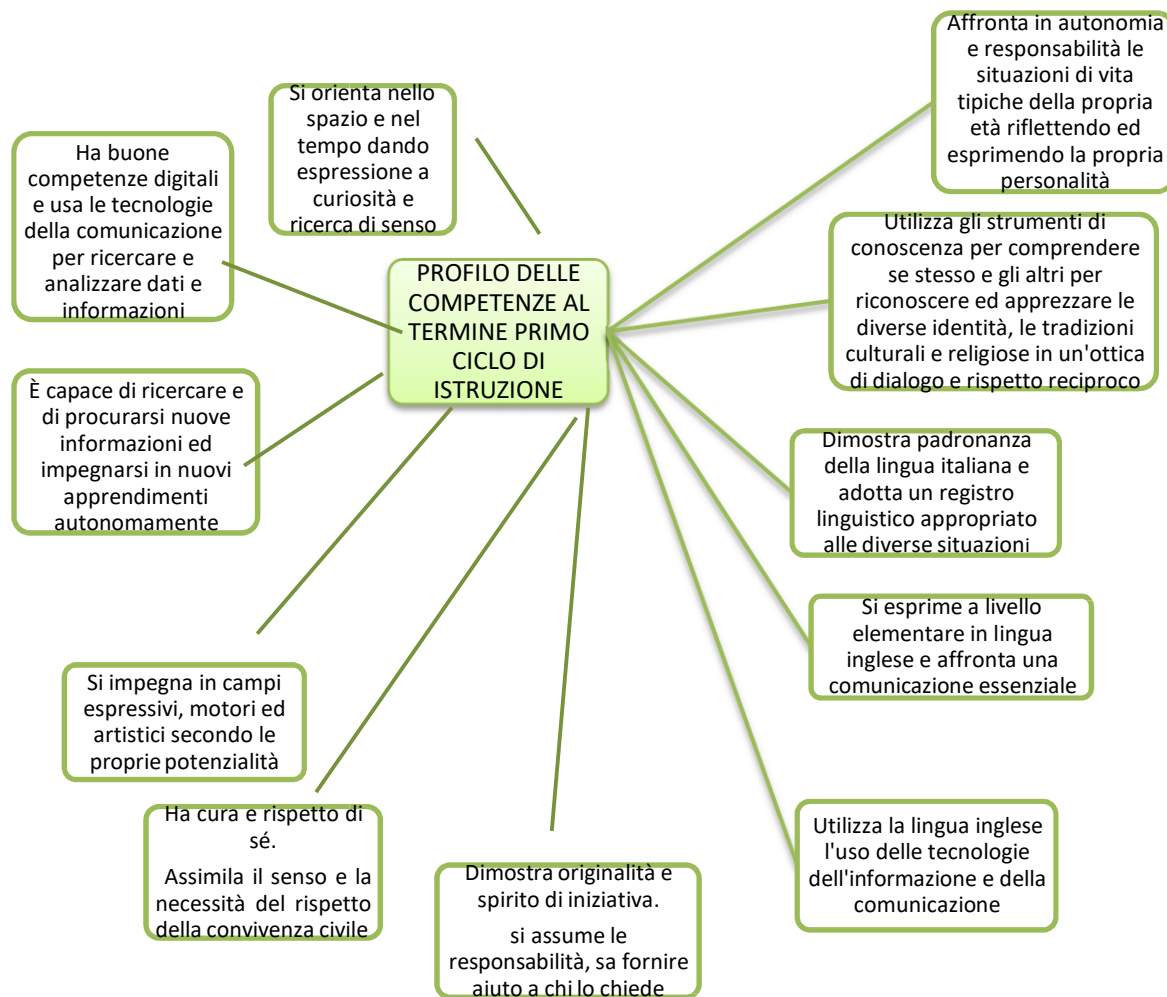 Affronta in autonomia
e responsabilità le
situazioni di vita
tipiche della propria
età riflettendo ed
esprimendo la propria
personalità
Si orienta nello
spazio e nel
tempo dando
espressione a
curiosità e
ricerca di senso
Ha buone
competenze digitali
e usa le tecnologie
della comunicazione
per ricercare e
analizzare dati e
informazioni
Utilizza gli strumenti di
conoscenza per comprendere
se stesso e gli altri per
riconoscere ed apprezzare le
diverse identità, le tradizioni
culturali e religiose in un'ottica
di dialogo e rispetto reciproco
PROFILO DELLE
COMPETENZE AL
TERMINE PRIMO
CICLO DI
ISTRUZIONE
È capace di ricercare e
di procurarsi nuove
informazioni ed
impegnarsi in nuovi
apprendimenti
autonomamente
Dimostra padronanza
della lingua italiana e
adotta un registro
linguistico appropriato
alle diverse situazioni
Si esprime a livello
elementare in lingua
inglese e affronta una
comunicazione essenziale
Si impegna in campi
espressivi, motori ed
artistici secondo le
proprie potenzialità
Ha cura e rispetto di
sé.
Assimila il senso e la
necessità del rispetto
della convivenza civile
Dimostra originalità e
spirito di iniziativa.
si assume le
responsabilità, sa fornire
aiuto a chi lo chiede
Utilizza la lingua inglese
l'uso delle tecnologie
dell'informazione e della
comunicazione